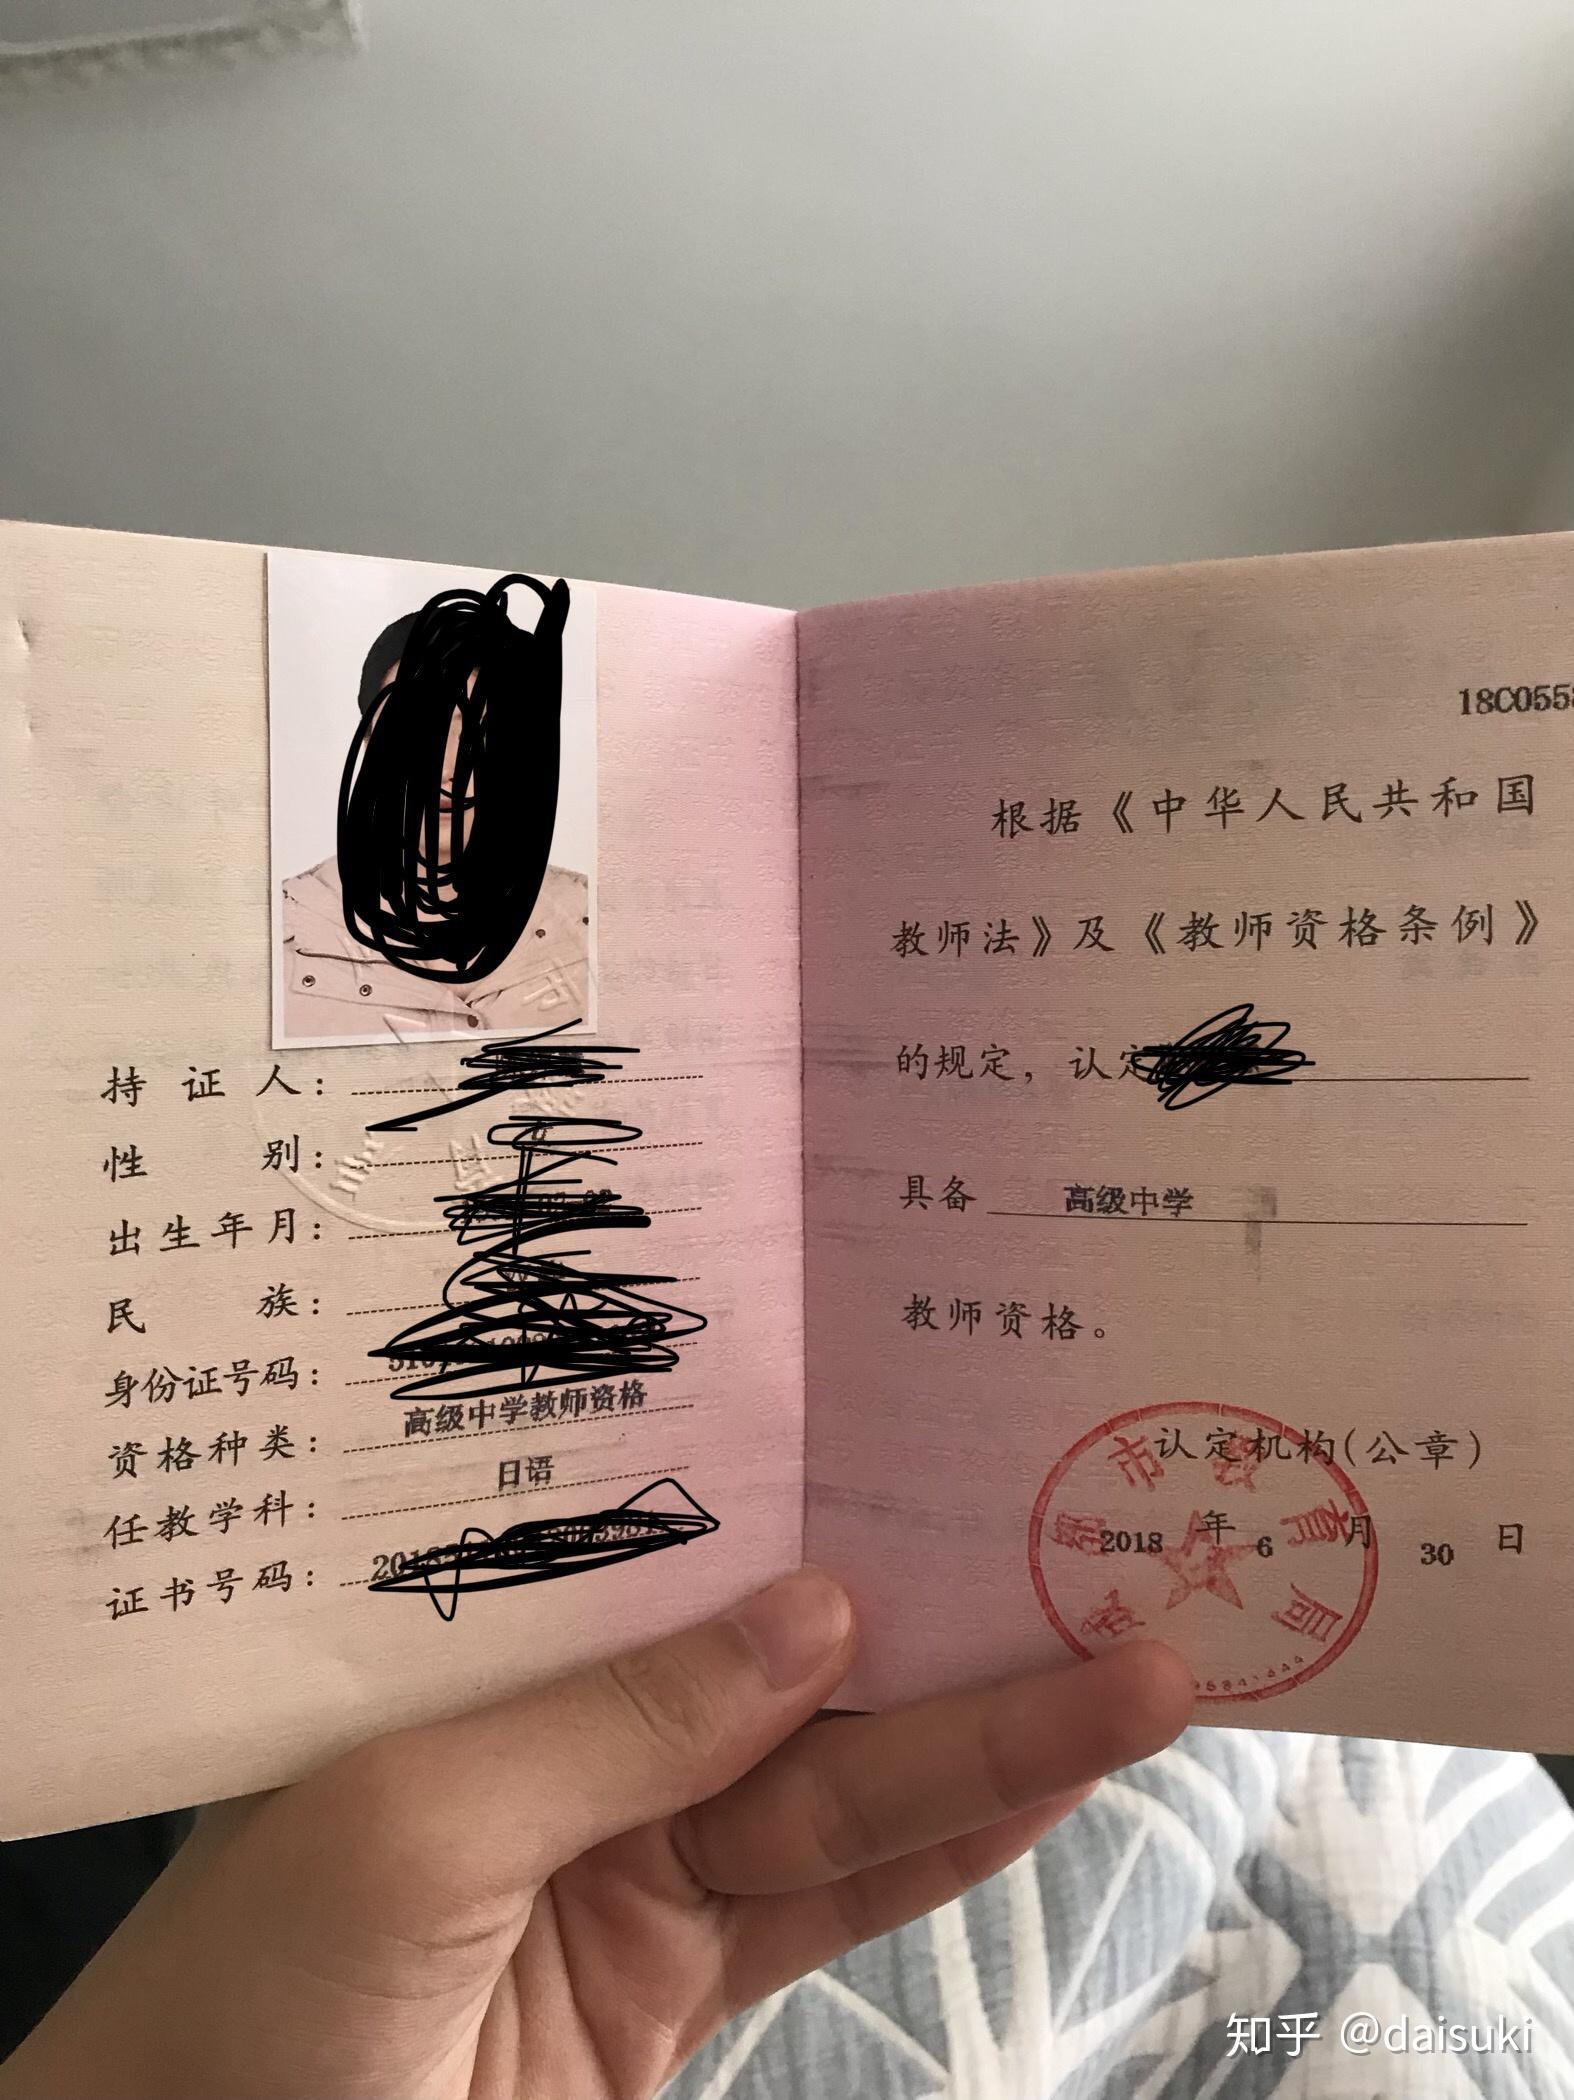 持证人：
性别：
出生年月：
民族：
身份证号码：
资格种类：高级中学教师资格
任教学科：日语
证书号码：
18C055
根据《中华人民共和国
教师法》及《教师资格条例》
的规定，认定
具备 高级中学
教师资格。
认定机构(公章)
2018 年 6 月 30 日
市教育局
知乎 @daisuki